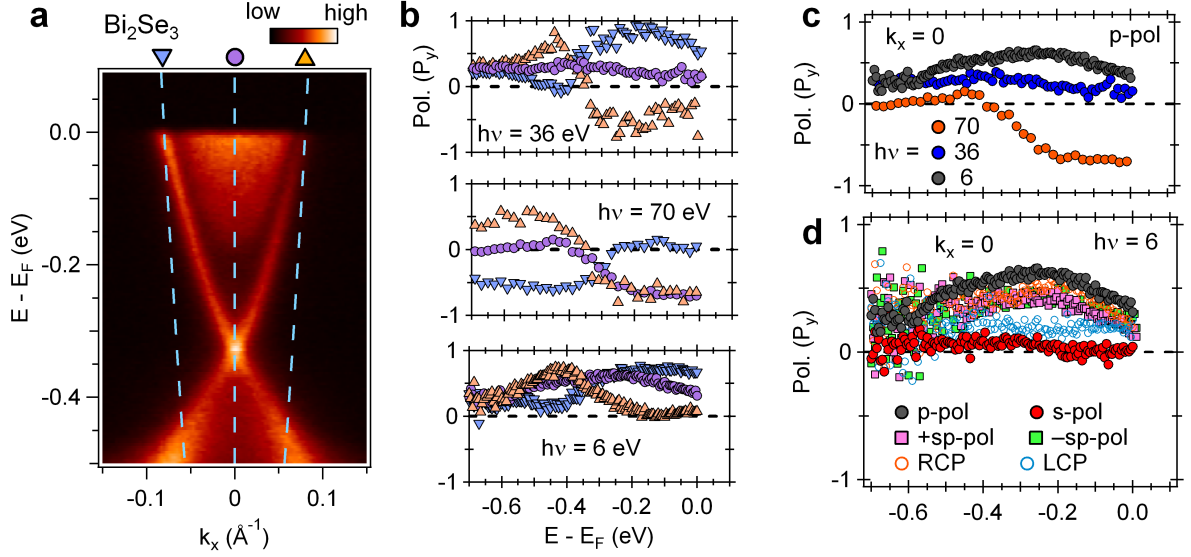 a
Bi2Se3
low
high
0.0
-0.2
-0.4
E - EF (eV)
-0.1
0
0.1
kx (Å-1)
b
1
0
-1
Pol. (Py)
hν = 36 eV
1
0
-1
hν = 70 eV
1
0
-1
hν = 6 eV
-0.6
-0.4
-0.2
0.0
E - EF (eV)
c
1
0
-1
Pol. (Py)
kx = 0
p-pol
70
hν =
36
6
d
1
0
-1
Pol. (Py)
kx = 0
hν = 6
p-pol
s-pol
+sp-pol
–sp-pol
RCP
LCP
-0.6
-0.4
-0.2
0.0
E - EF (eV)